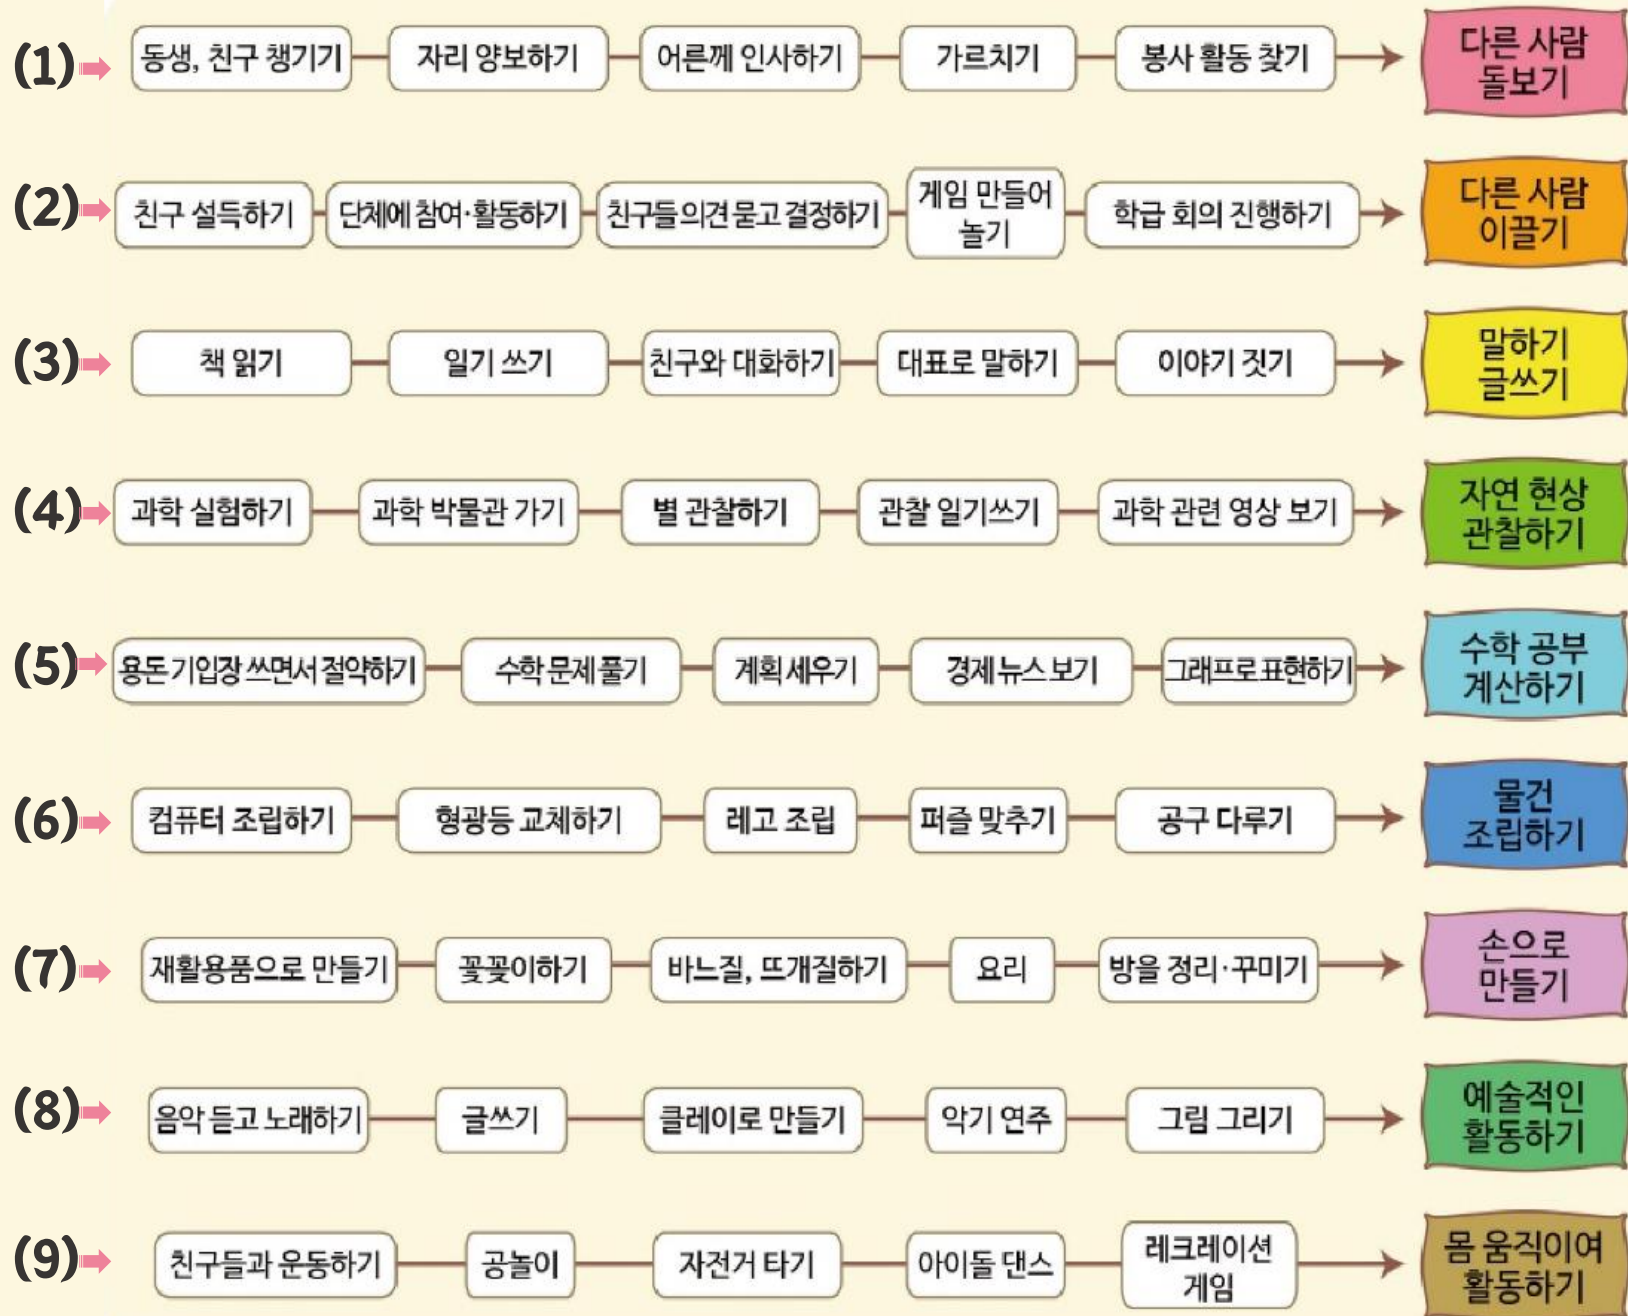 (1) 동생, 친구 챙기기 자리 양보하기 어른께 인사하기 가르치기 봉사 활동 찾기 다른 사람
돌보기
(2) 친구 설득하기 단체에 참여·활동하기 친구들 의견 묻고 결정하기 게임 만들어
놀기 학급 회의 진행하기 다른 사람
이끌기
(3) 책 읽기 일기 쓰기 친구와 대화하기 대표로 말하기 이야기 짓기 말하기
글쓰기
(4) 과학 실험하기 과학 박물관 가기 별 관찰하기 관찰 일기쓰기 과학 관련 영상 보기 자연 현상
관찰하기
(5) 용돈 기입장 쓰면서 절약하기 수학 문제 풀기 계획 세우기 경제 뉴스 보기 그래프로 표현하기 수학 공부
계산하기
(6) 컴퓨터 조립하기 형광등 교체하기 레고 조립 퍼즐 맞추기 공구 다루기 물건
조립하기
(7) 재활용품으로 만들기 꽃꽂이하기 바느질, 뜨개질하기 요리 방을 정리·꾸미기 손으로
만들기
(8) 음악 듣고 노래하기 글쓰기 클레이로 만들기 악기 연주 그림 그리기 예술적인
활동하기
(9) 친구들과 운동하기 공놀이 자전거 타기 아이돌 댄스 레크레이션
게임 몸 움직이여
활동하기